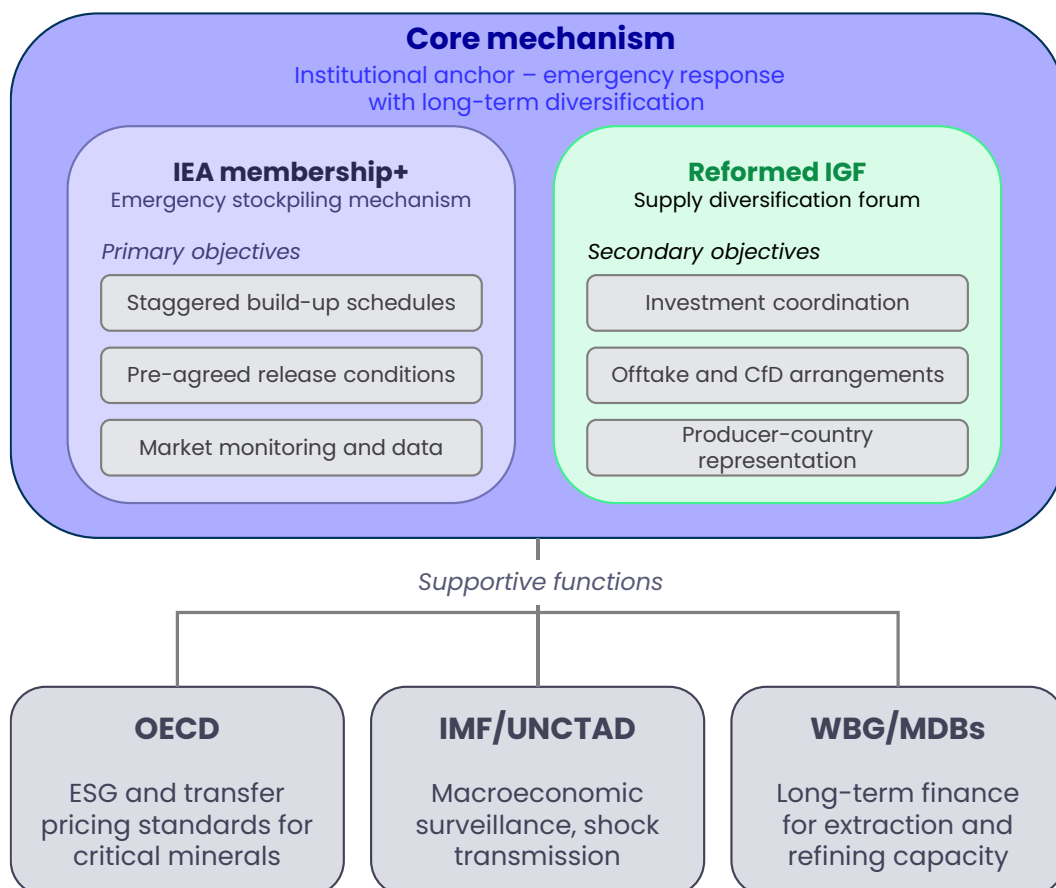 Core mechanism
Institutional anchor – emergency response
with long-term diversification
IEA membership+
Emergency stockpiling mechanism
Primary objectives
Staggered build-up schedules
Pre-agreed release conditions
Market monitoring and data
Reformed IGF
Supply diversification forum
Secondary objectives
Investment coordination
Offtake and CfD arrangements
Producer-country
representation
Supportive functions
OECD
ESG and transfer
pricing standards for
critical minerals
IMF/UNCTAD
Macroeconomic
surveillance, shock
transmission
WBG/MDBs
Long-term finance
for extraction and
refining capacity